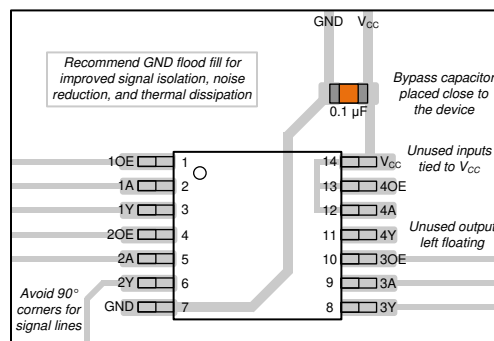 GND VCC
Recommend GND flood fill for
improved signal isolation, noise
reduction, and thermal dissipation
Bypass capacitor
placed close to
the device
0.1 µF
Unused inputs
tied to VCC
1OE 1 14 VCC
1A 2 13 4OE
1Y 3 12 4A
2OE 4 11 4Y
Unused output
left floating
2A 5 10 3OE
2Y 6 9 3A
GND 7 8 3Y
Avoid 90°
corners for
signal lines